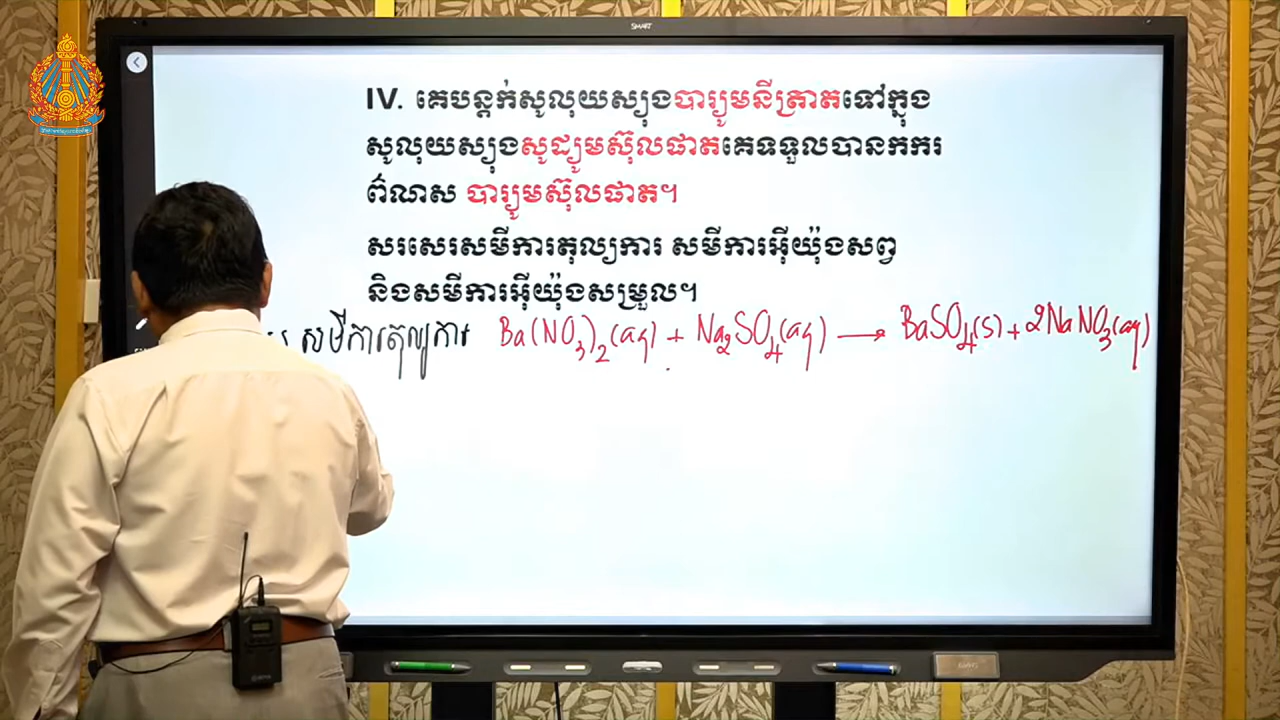 SMART
IV. គេបន្តក់សូលុយស្យុងបារ្យូមនីត្រាតទៅក្នុង
សូលុយស្យុងសូដ្យូមស៊ុលផាតគេទទួលបានកករ
ព៌ណស បារ្យូមស៊ុលផាត។
សរសេរសមីការតុល្យការ សមីការអ៊ីយ៉ុងសព្វ
និងសមីការអ៊ីយ៉ុងសម្រួល។
សមីការតុល្យការ Ba(NO3)2(aq) + Na2SO4(aq) → BaSO4(s) + 2NaNO3(aq)